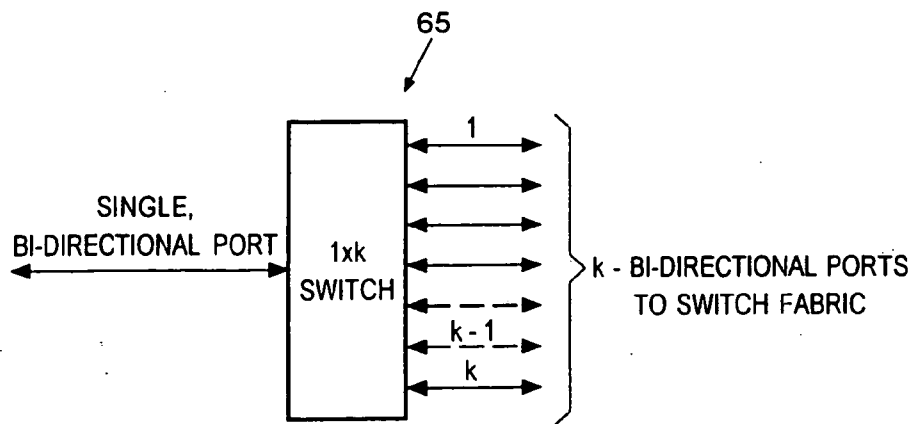 65
1
SINGLE,
BI-DIRECTIONAL PORT
1xk
SWITCH
k - BI-DIRECTIONAL PORTS
TO SWITCH FABRIC
k - 1
k